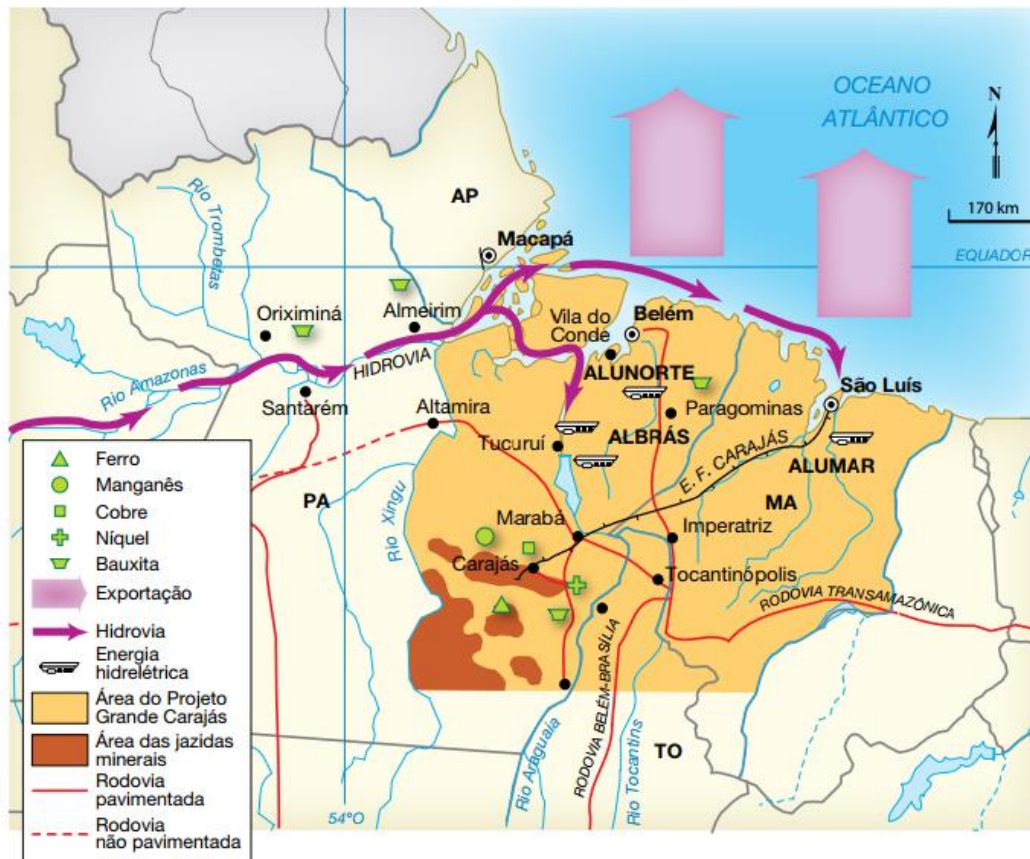 OCEANO
ATLÂNTICO
N
170 km
EQUADOR
AP
Rio Trombetas
Macapá
Oriximiná
Almeirim
Vila do
Conde
Belém
HIDROVIA
ALUNORTE
Rio Amazonas
São Luís
Santarém
Altamira
Paragominas
Tucuruí
ALBRÁS
E. F. CARAJÁS
ALUMAR
PA
Rio Xingu
MA
Marabá
Imperatriz
Carajás
Tocantinópolis
RODOVIA TRANSAMAZÔNICA
RODOVIA BELÉM-BRASÍLIA
Rio Araguaía
Rio Tocantins
TO
54ºO
Ferro
Manganês
Cobre
Níquel
Bauxita
Exportação
Hidrovia
Energia
hidrelétrica
Área do Projeto
Grande Carajás
Área das jazidas
minerais
Rodovia
pavimentada
Rodovia
não pavimentada